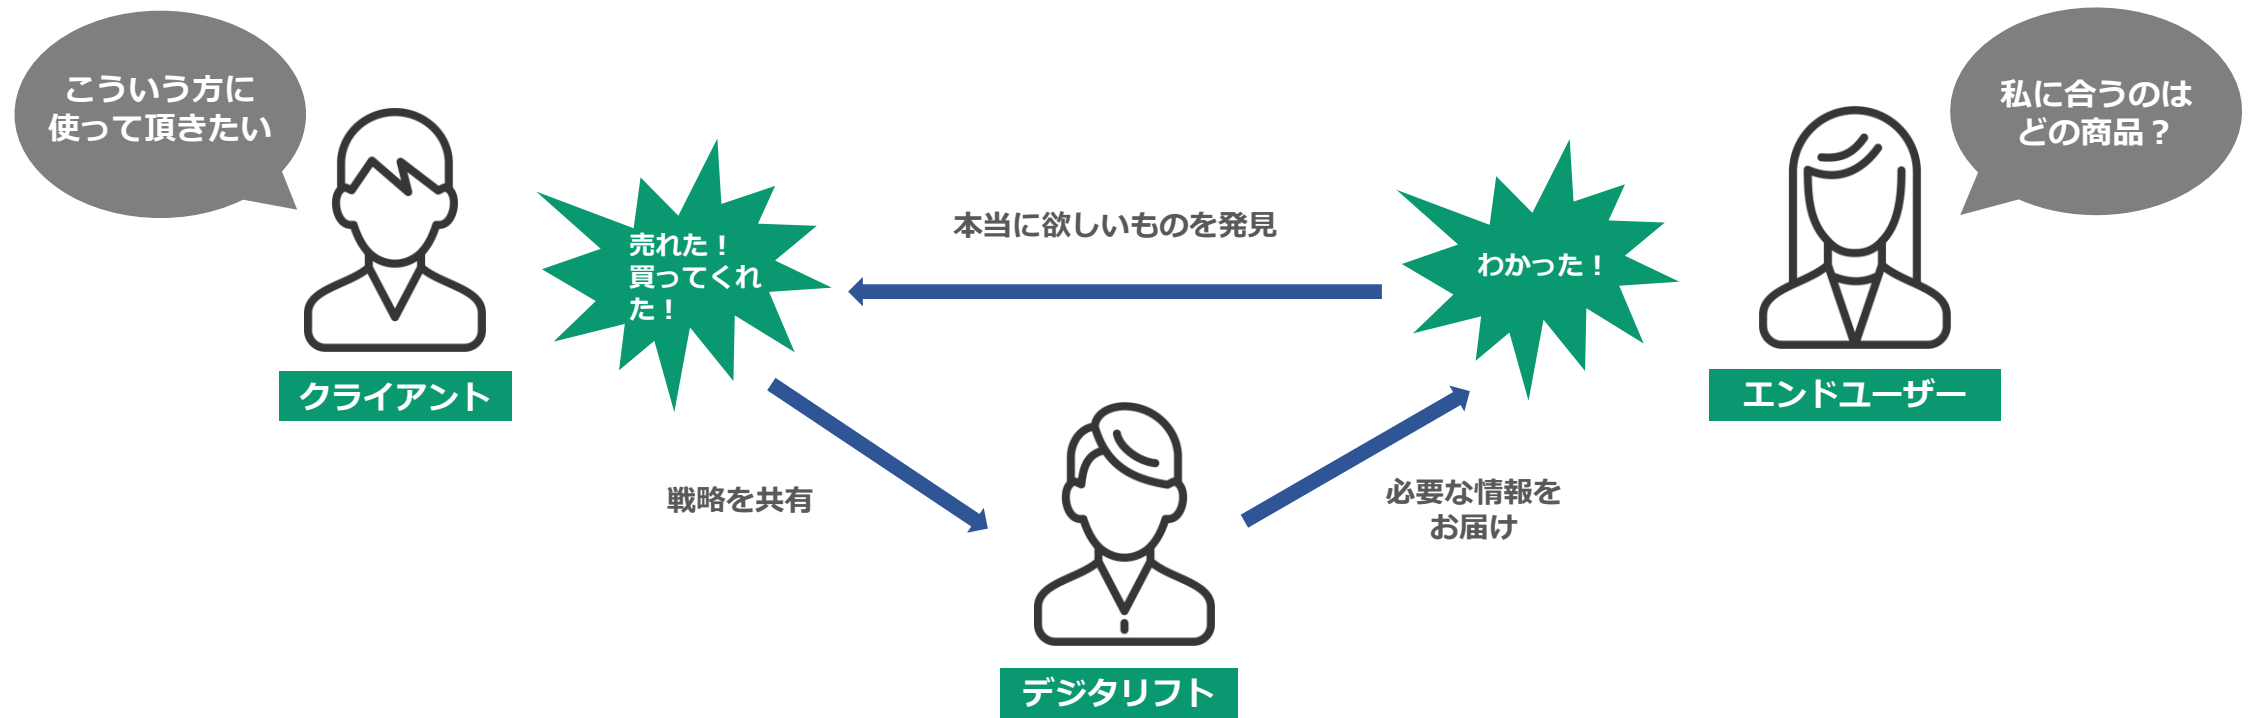 こういう方に
使って頂きたい
私に合うのは
どの商品？
売れた！
買ってくれ
た！
本当に欲しいものを発見
わかった！
クライアント
エンドユーザー
戦略を共有
必要な情報を
お届け
デジタリフト